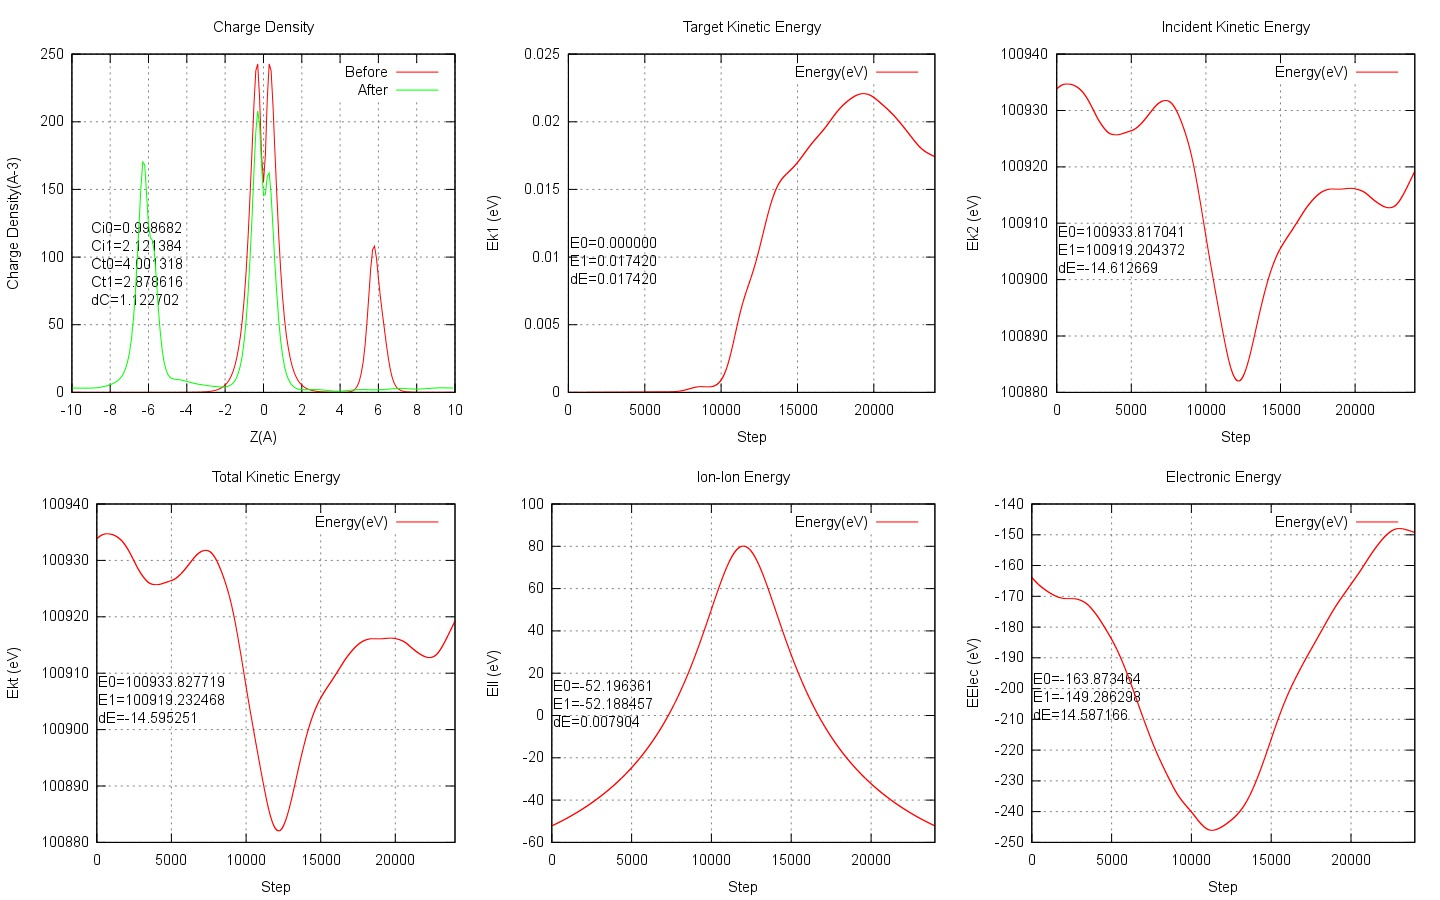 Charge Density
250
200
150
100
50
0
-10 -8 -6 -4 -2 0 2 4 6 8 10
Charge Density(A-3)
Z(A)
Before
After
Ci0=0.998682
Ci1=2.121384
Ct0=4.001318
Ct1=2.878616
dC=1.122702
Target Kinetic Energy
0.025
0.02
0.015
0.01
0.005
0
0 5000 10000 15000 20000
Ek1 (eV)
Step
Energy(eV)
E0=0.000000
E1=0.017420
dE=0.017420
Incident Kinetic Energy
100940
100930
100920
100910
100900
100890
100880
0 5000 10000 15000 20000
Ek2 (eV)
Step
Energy(eV)
E0=100933.817041
E1=100919.204372
dE=-14.612669
Total Kinetic Energy
100940
100930
100920
100910
100900
100890
100880
0 5000 10000 15000 20000
Ekt (eV)
Step
Energy(eV)
E0=100933.827719
E1=100919.232468
dE=-14.595251
Ion-Ion Energy
100
80
60
40
20
0
-20
-40
-60
0 5000 10000 15000 20000
EII (eV)
Step
Energy(eV)
E0=-52.196361
E1=-52.188457
dE=0.007904
Electronic Energy
-140
-150
-160
-170
-180
-190
-200
-210
-220
-230
-240
-250
0 5000 10000 15000 20000
EElec (eV)
Step
Energy(eV)
E0=-163.873464
E1=-149.286298
dE=14.587166